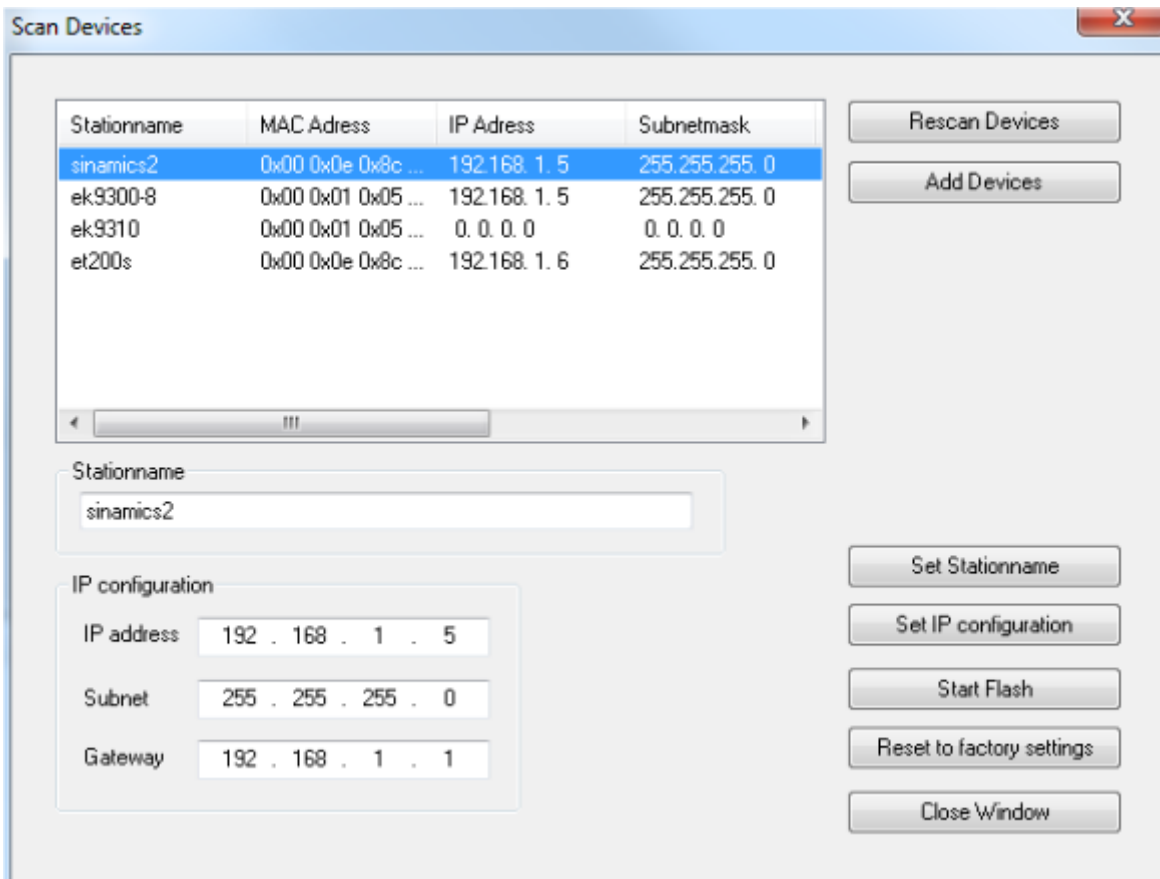 Scan Devices
Stationname MAC Adress IP Adress Subnetmask
sinamics2 0x00 0x0e 0x8c ... 192.168. 1. 5 255.255.255. 0
ek9300-8 0x00 0x01 0x05 ... 192.168. 1. 5 255.255.255. 0
ek9310 0x00 0x01 0x05 ... 0. 0. 0. 0 0. 0. 0. 0
et200s 0x00 0x0e 0x8c ... 192.168. 1. 6 255.255.255. 0
Rescan Devices
Add Devices
Stationname
sinamics2
IP configuration
IP address 192 . 168 . 1 . 5
Subnet 255 . 255 . 255 . 0
Gateway 192 . 168 . 1 . 1
Set Stationname
Set IP configuration
Start Flash
Reset to factory settings
Close Window